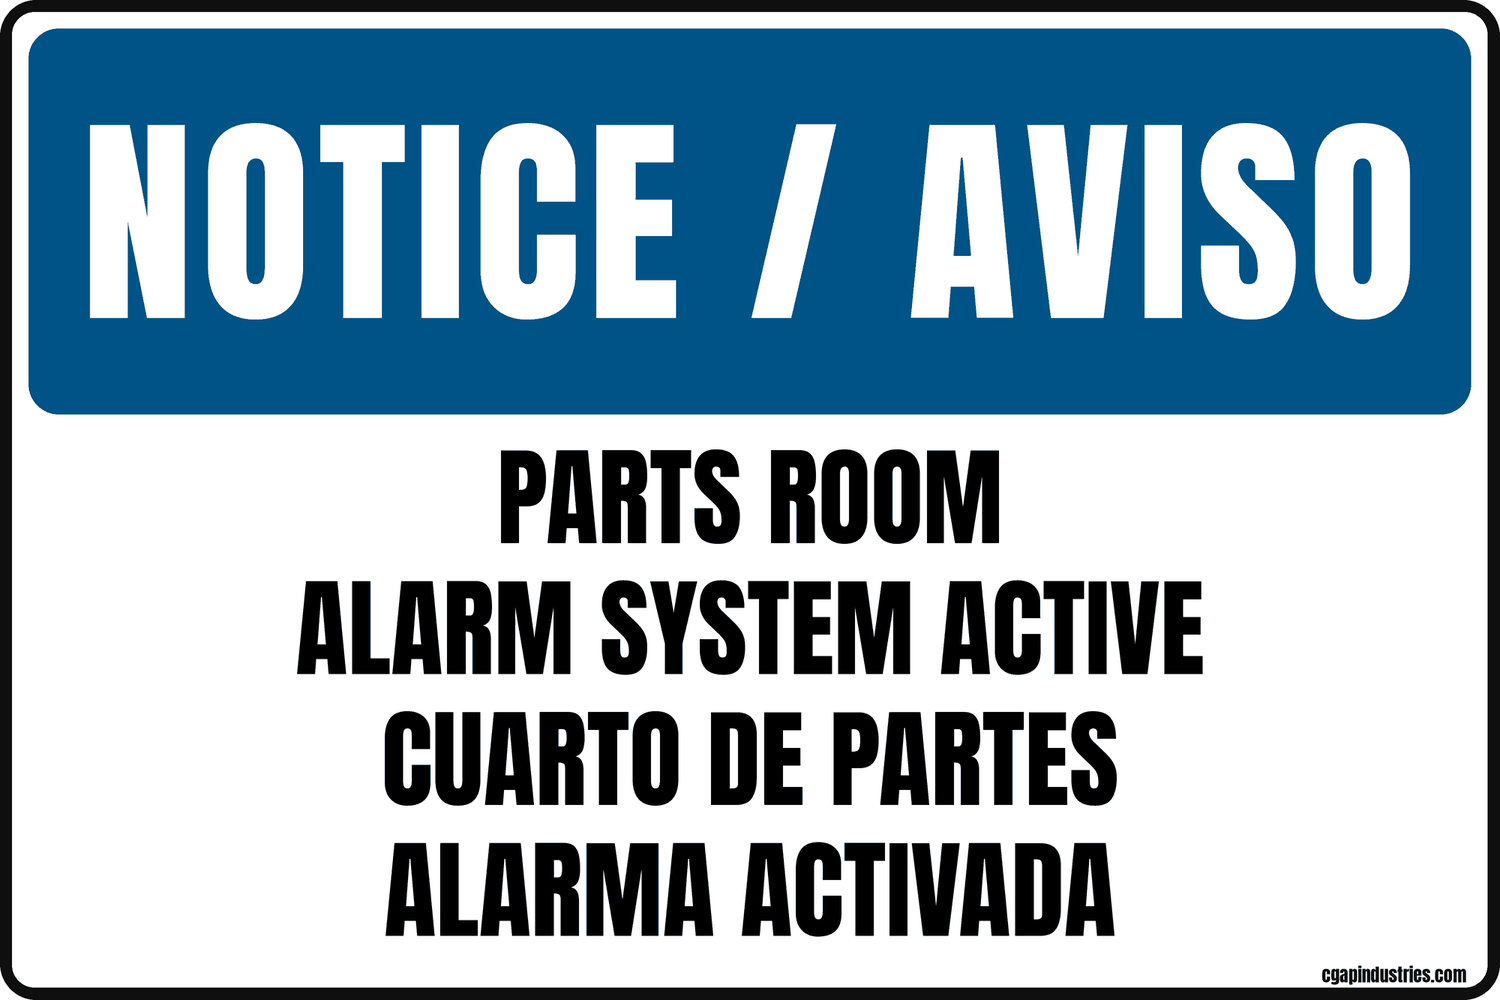 NOTICE / AVISO
PARTS ROOM
ALARM SYSTEM ACTIVE
CUARTO DE PARTES
ALARMA ACTIVADA
cgapindustries.com